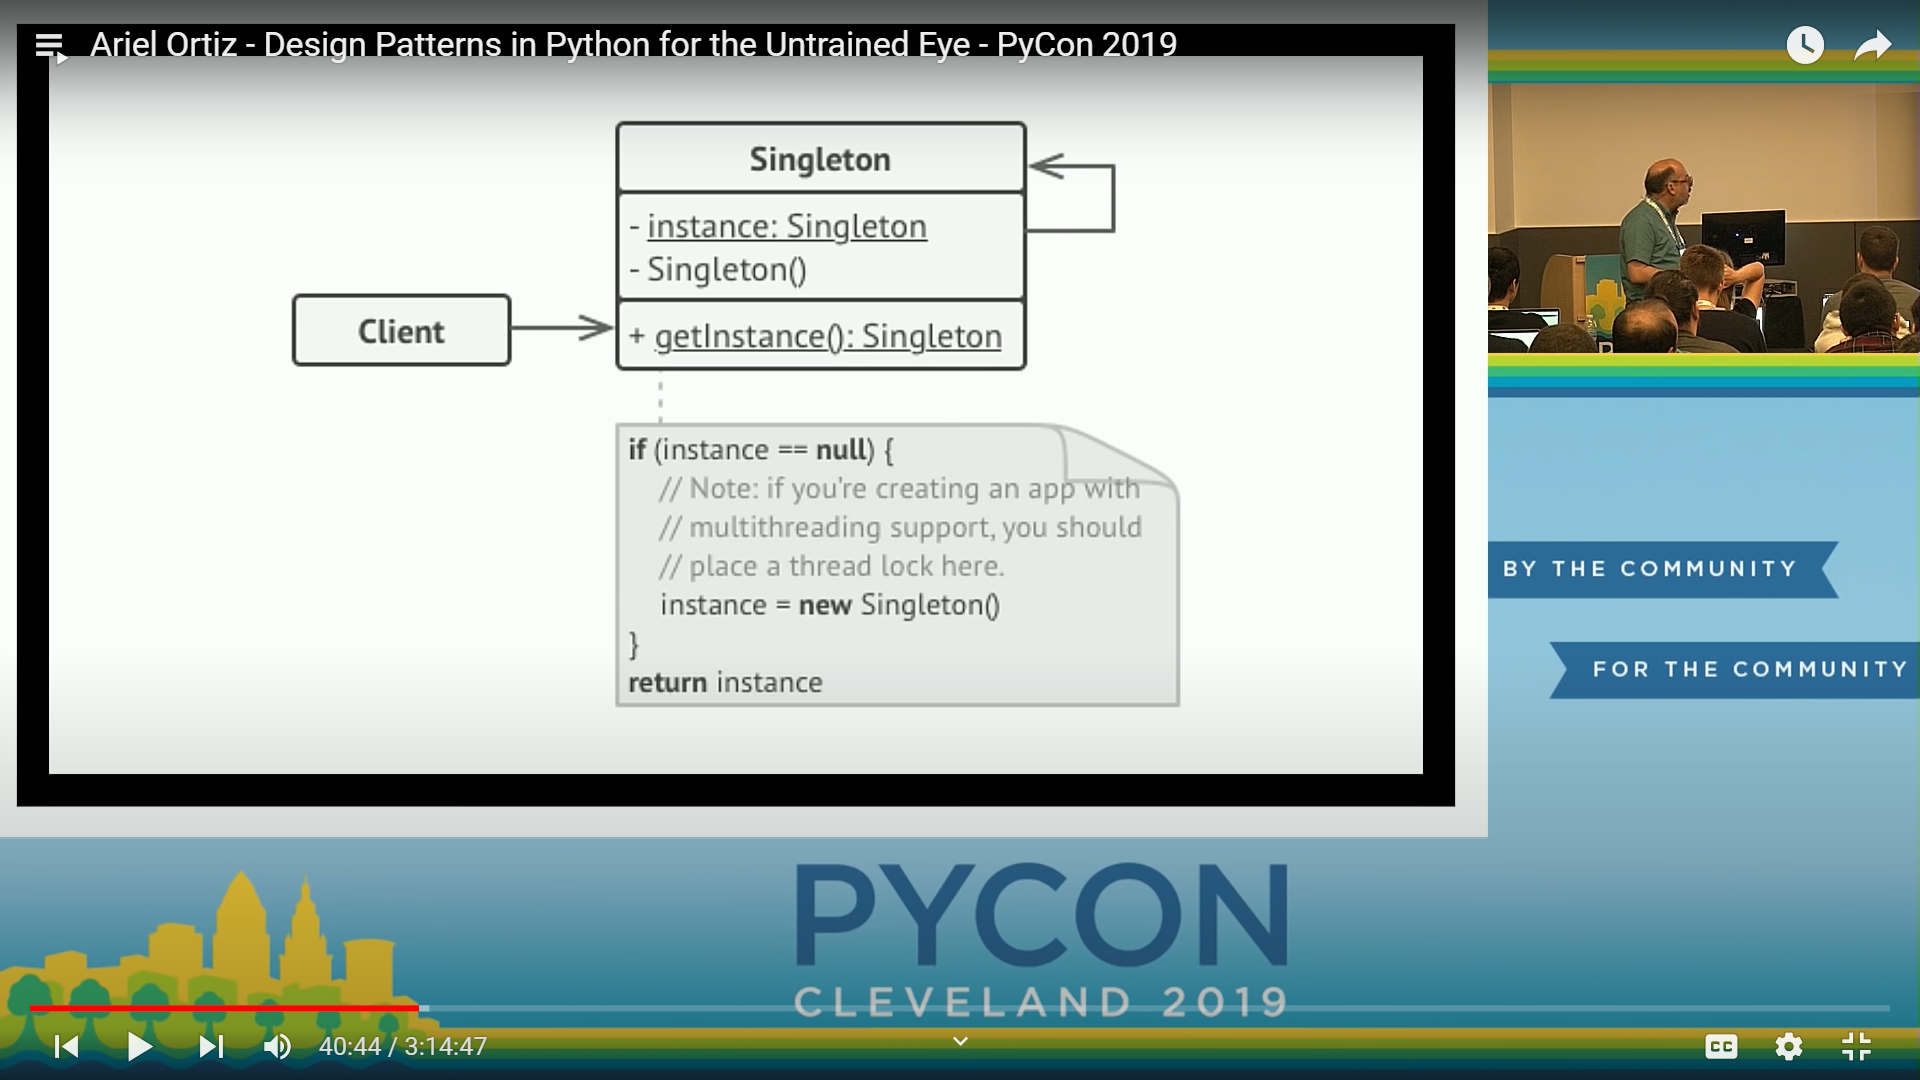 Ariel Ortiz - Design Patterns in Python for the Untrained Eye - PyCon 2019
Singleton
- instance: Singleton
- Singleton()
Client
+ getInstance(): Singleton
if (instance == null) {
// Note: if you're creating an app with
// multithreading support, you should
// place a thread lock here.
instance = new Singleton()
}
return instance
BY THE COMMUNITY
FOR THE COMMUNITY
PYCON
CLEVELAND 2019
40:44 / 3:14:47
CC